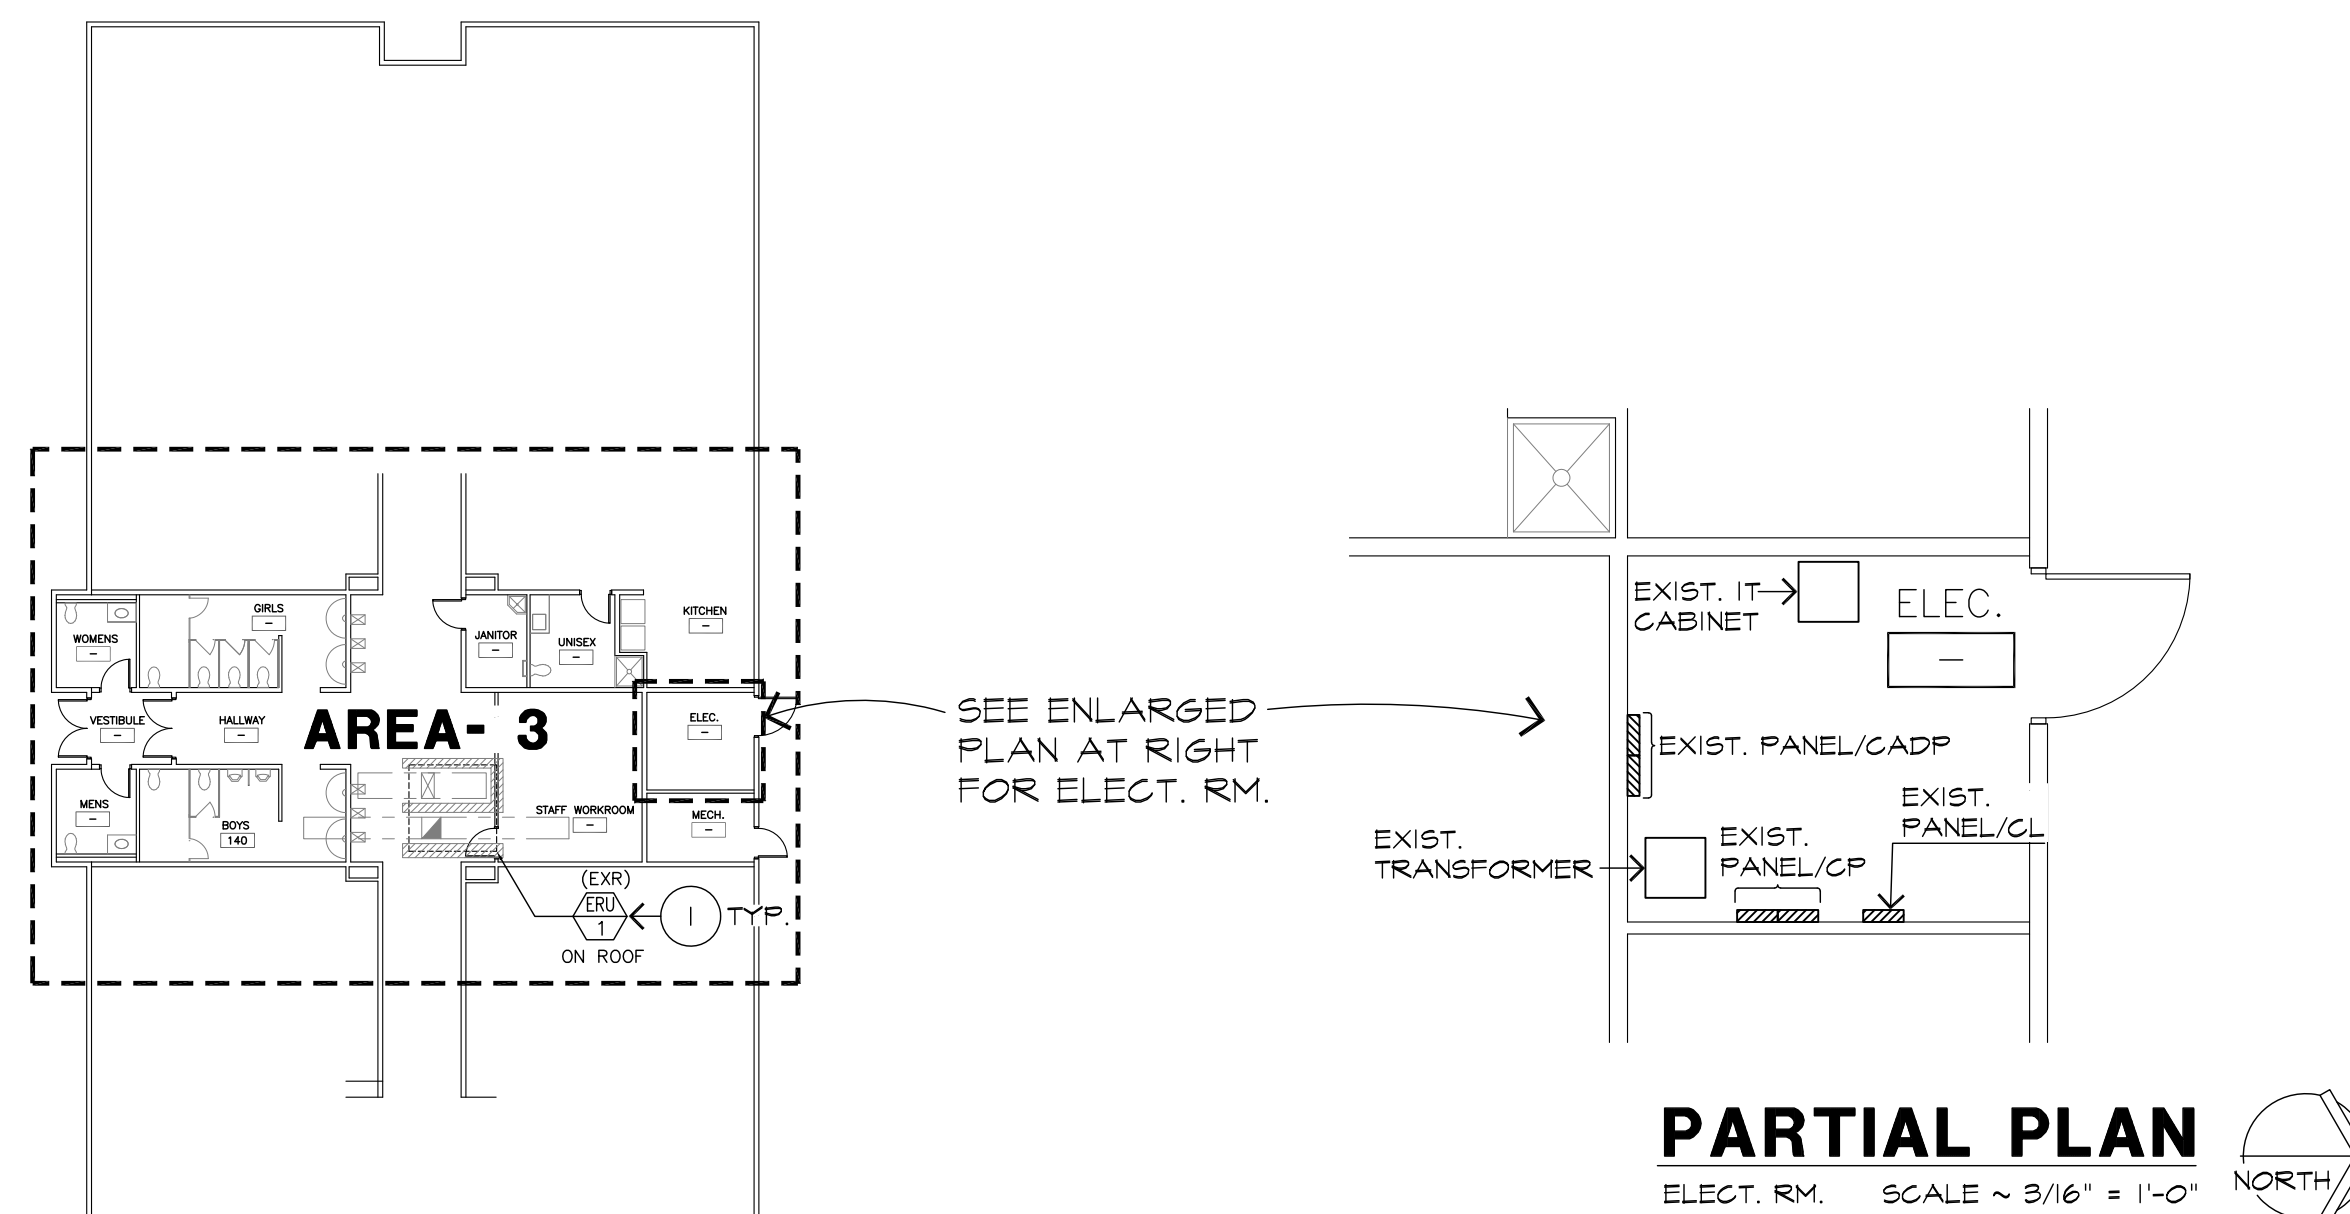 GIRLS
-
WOMENS
-
JANITOR
-
UNISEX
-
KITCHEN
-
VESTIBULE
-
HALLWAY
-
AREA- 3
ELEC.
-
MENS
-
BOYS
140
STAFF WORKROOM
-
MECH.
-
(EXR)
ERU
1
ON ROOF
1
TYP.
SEE ENLARGED
PLAN AT RIGHT
FOR ELECT. RM.
EXIST. IT
CABINET
ELEC.
-
EXIST. PANEL/CADP
EXIST.
PANEL/CL
EXIST.
TRANSFORMER
EXIST.
PANEL/CP
PARTIAL PLAN
ELECT. RM. SCALE ~ 3/16" = 1'-0"
NORTH